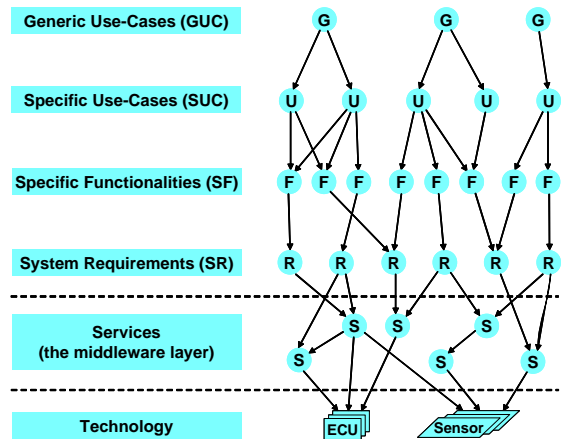 Generic Use-Cases (GUC)
G G G
Specific Use-Cases (SUC)
U U U U U
Specific Functionalities (SF)
F F F F F F F F
System Requirements (SR)
R R R R R R
Services
(the middleware layer)
S S S
S S S
Technology
ECU
Sensor